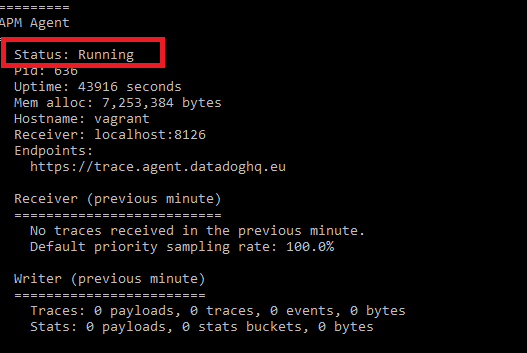 =========
APM Agent
Status: Running
Pid: 636
Uptime: 43916 seconds
Mem alloc: 7,253,384 bytes
Hostname: vagrant
Receiver: localhost:8126
Endpoints:
https://trace.agent.datadoghq.eu
Receiver (previous minute)
==========================
No traces received in the previous minute.
Default priority sampling rate: 100.0%
Writer (previous minute)
========================
Traces: 0 payloads, 0 traces, 0 events, 0 bytes
Stats: 0 payloads, 0 stats buckets, 0 bytes